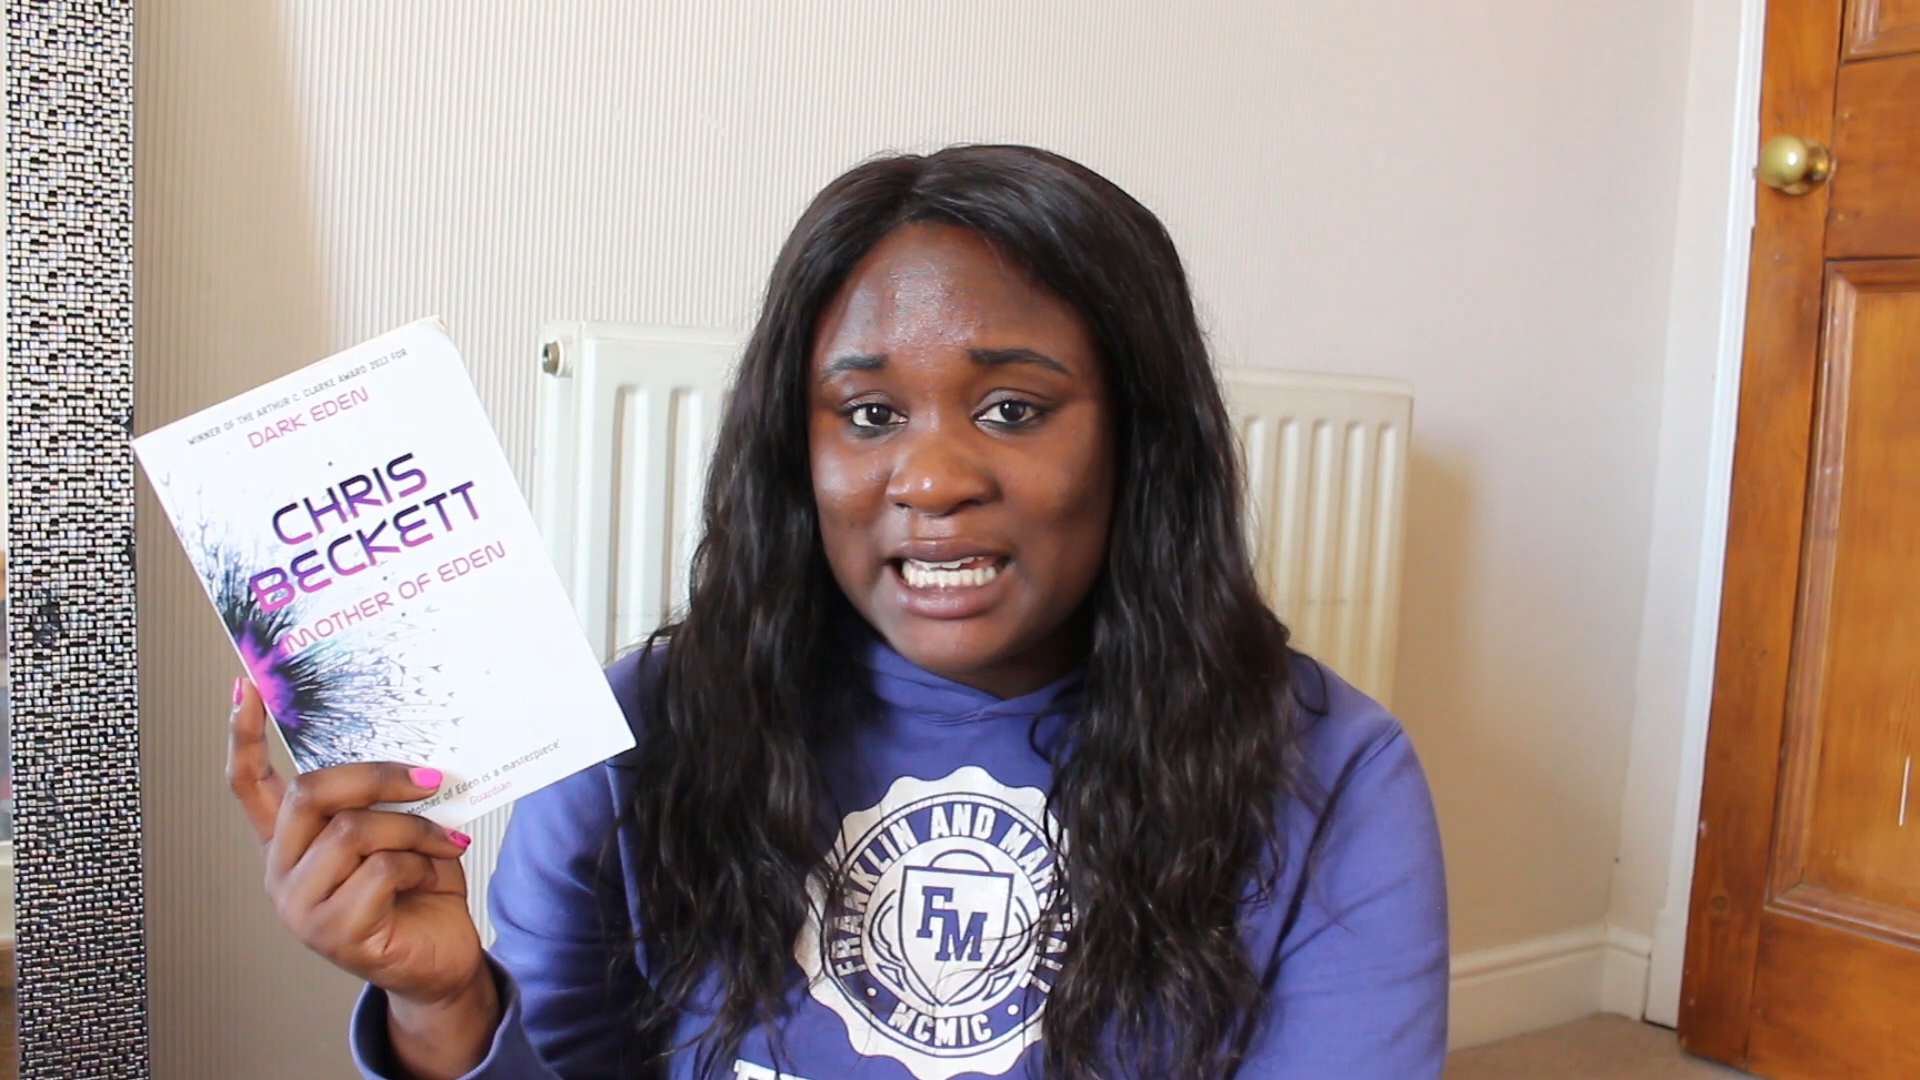 WINNER OF THE ARTHUR C. CLARKE AWARD 2013 FOR
DARK EDEN
CHRIS
BECKETT
MOTHER OF EDEN
Mother of Eden is a masterpiece'
Guardian
FRANKLIN AND MARSHALL
FM
• MCMIC •